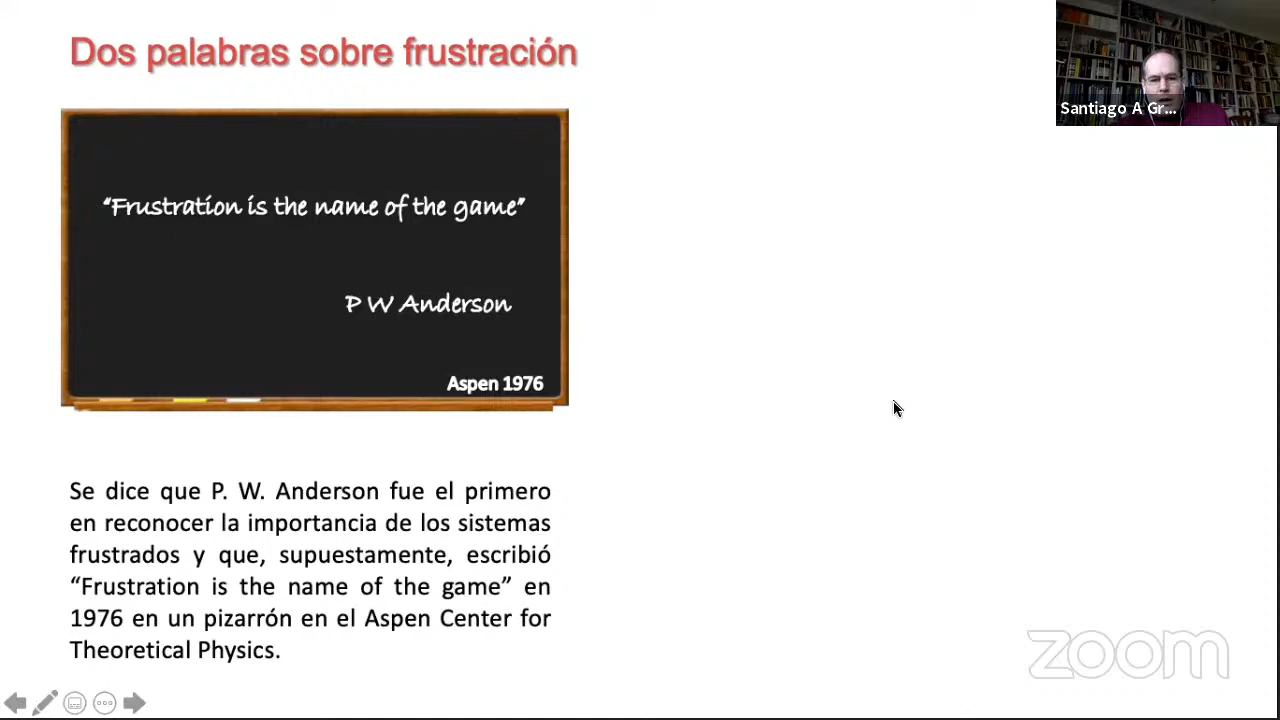 Dos palabras sobre frustración
Santiago A Gr...
“Frustration is the name of the game”
P W Anderson
Aspen 1976
Se dice que P. W. Anderson fue el primero
en reconocer la importancia de los sistemas
frustrados y que, supuestamente, escribió
“Frustration is the name of the game” en
1976 en un pizarrón en el Aspen Center for
Theoretical Physics.
zoom